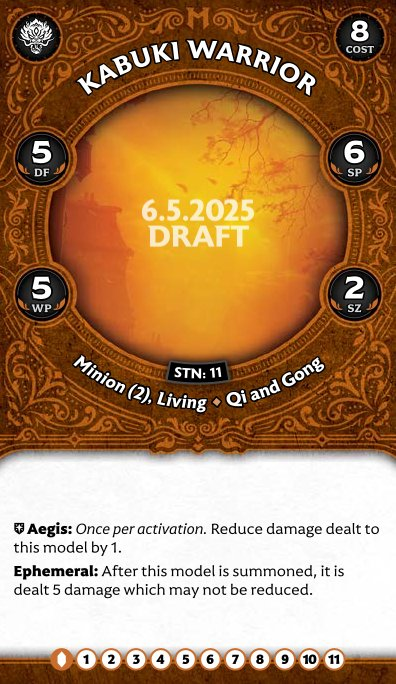 8
COST
KABUKI WARRIOR
5
DF
6
SP
6.5.2025
DRAFT
5
WP
2
SZ
STN: 11
Minion (2), Living ⬥ Qi and Gong
Aegis: Once per activation. Reduce damage dealt to
this model by 1.
Ephemeral: After this model is summoned, it is
dealt 5 damage which may not be reduced.
1 2 3 4 5 6 7 8 9 10 11